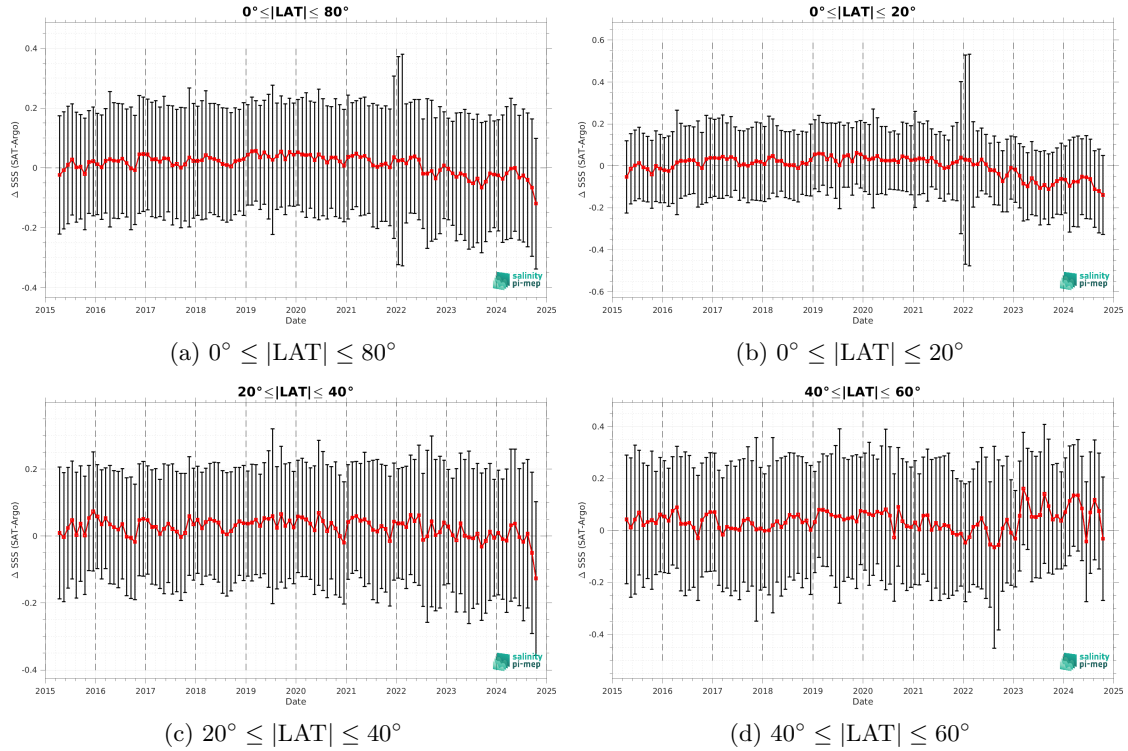 0°≤|LAT|≤ 80°
Δ SSS (SAT-Argo)
0.4
0.2
0
-0.2
-0.4
2015 2016 2017 2018 2019 2020 2021 2022 2023 2024 2025
Date
salinity
pi-mep
(a) 0° ≤ |LAT| ≤ 80°
0°≤|LAT|≤ 20°
Δ SSS (SAT-Argo)
0.6
0.4
0.2
0
-0.2
-0.4
-0.6
2015 2016 2017 2018 2019 2020 2021 2022 2023 2024 2025
Date
salinity
pi-mep
(b) 0° ≤ |LAT| ≤ 20°
20°≤|LAT|≤ 40°
Δ SSS (SAT-Argo)
0.2
0
-0.2
-0.4
2015 2016 2017 2018 2019 2020 2021 2022 2023 2024 2025
Date
salinity
pi-mep
(c) 20° ≤ |LAT| ≤ 40°
40°≤|LAT|≤ 60°
Δ SSS (SAT-Argo)
0.4
0.2
0
-0.2
-0.4
2015 2016 2017 2018 2019 2020 2021 2022 2023 2024 2025
Date
salinity
pi-mep
(d) 40° ≤ |LAT| ≤ 60°